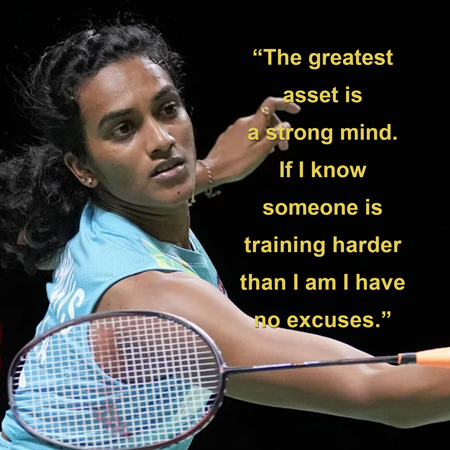 “The greatest
asset is
a strong mind.
If I know
someone is
training harder
than I am I have
no excuses.”